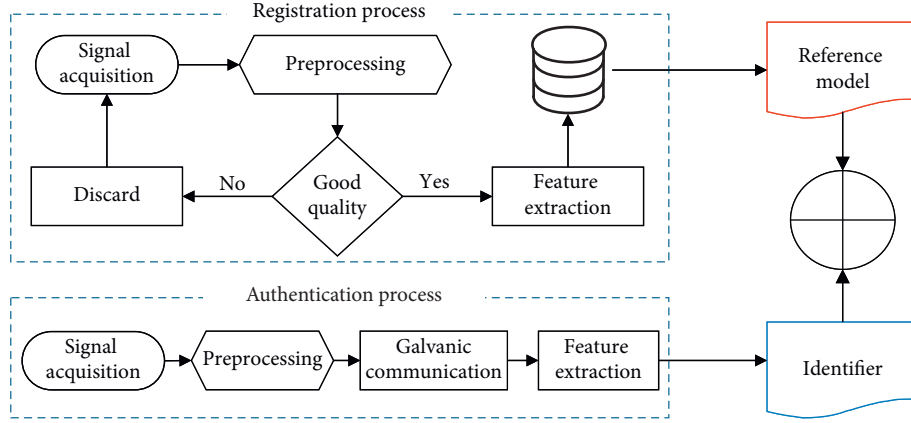 Registration process
Signal
acquisition
Preprocessing
Reference
model
Discard
No
Good
quality
Yes
Feature
extraction
Authentication process
Signal
acquisition
Preprocessing
Galvanic
communication
Feature
extraction
Identifier